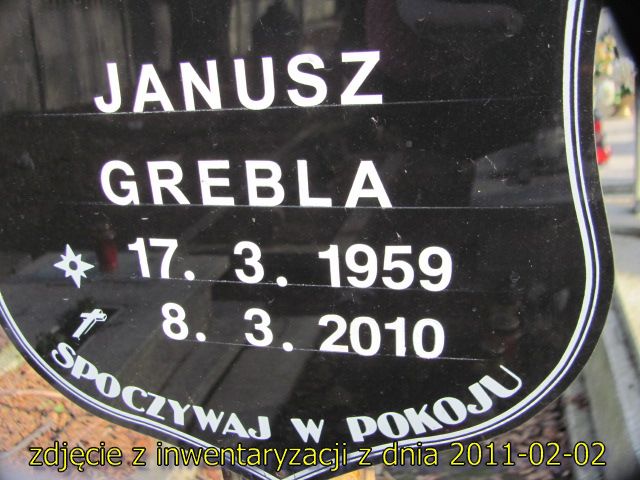 JANUSZ
GREBLA
17. 3. 1959
8. 3. 2010
SPOCZYWAJ W POKOJU
zdjęcie z inwentaryzacji z dnia 2011-02-02